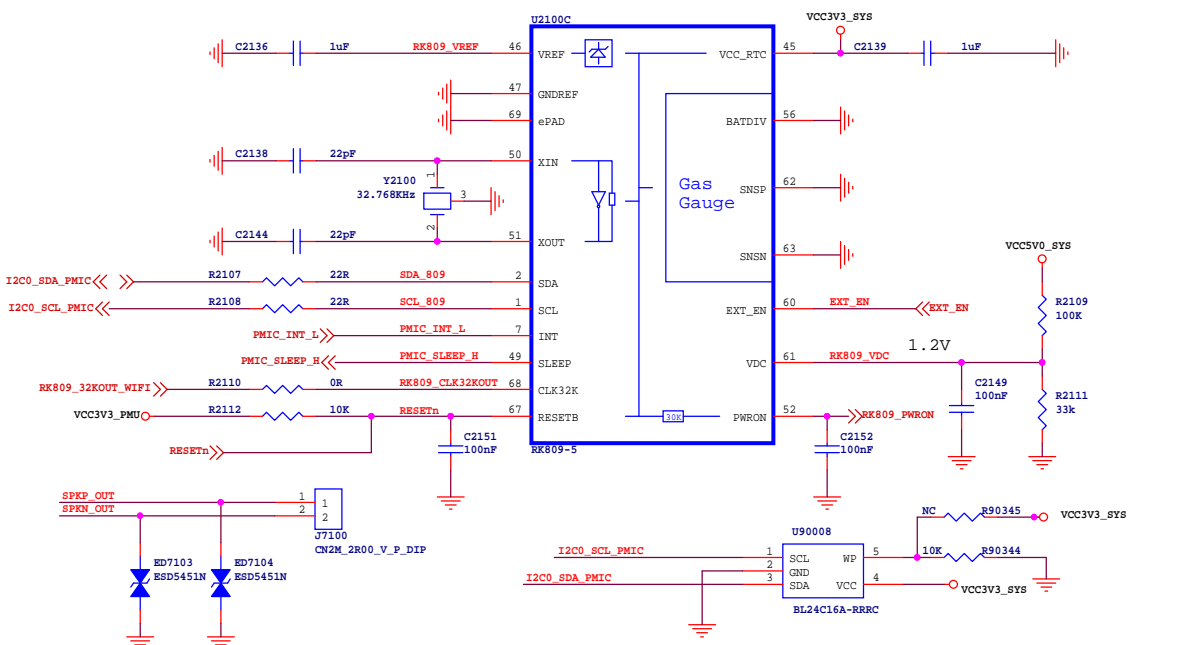 U2100C
VCC3V3_SYS
C2136 1uF RK809_VREF 46 VREF VCC_RTC 45 C2139 1uF
47 GNDREF
69 ePAD BATDIV 56
C2138 22pF 50 XIN
Y2100
32.768KHz
1
3
2
Gas
Gauge
SNSP 62
C2144 22pF 51 XOUT
SNSN 63
VCC5V0_SYS
I2C0_SDA_PMIC R2107 22R SDA_809 2 SDA
I2C0_SCL_PMIC R2108 22R SCL_809 1 SCL EXT_EN 60 EXT_EN EXT_EN
R2109
100K
PMIC_INT_L PMIC_INT_L 7 INT
1.2V
PMIC_SLEEP_H PMIC_SLEEP_H 49 SLEEP VDC 61 RK809_VDC
RK809_32KOUT_WIFI R2110 0R RK809_CLK32KOUT 68 CLK32K
C2149
100nF
R2111
33k
VCC3V3_PMU R2112 10K RESETn 67 RESETB 30K PWRON 52 RK809_PWRON
C2151
100nF
C2152
100nF
RESETn
RK809-5
SPKP_OUT 1 1
SPKN_OUT 2 2
J7100
CN2M_2R00_V_P_DIP
ED7103
ESD5451N
ED7104
ESD5451N
NC R90345 VCC3V3_SYS
U90008
I2C0_SCL_PMIC 1 SCL WP 5 10K R90344
2 GND
I2C0_SDA_PMIC 3 SDA VCC 4 VCC3V3_SYS
BL24C16A-RRRC